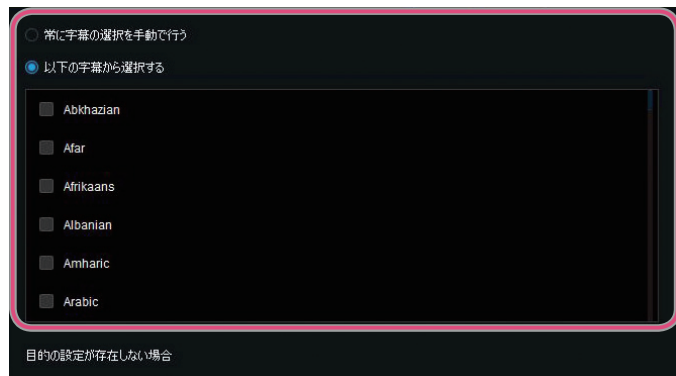 常に字幕の選択を手動で行う
以下の字幕から選択する
Abkhazian
Afar
Afrikaans
Albanian
Amharic
Arabic
目的の設定が存在しない場合